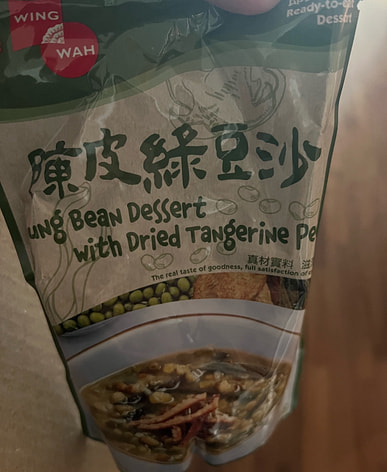 WING
WAH
Ready-to-
Dessert
陳皮綠豆沙
ung Bean Dessert
with Dried Tangerine Pe
真材實料 滋
The real taste of goodness, full satisfaction of